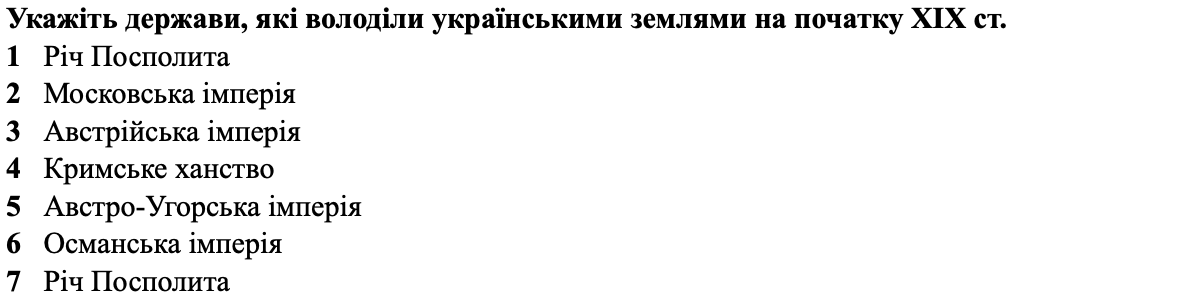 Укажіть держави, які володіли українськими землями на початку XIX ст.
1 Річ Посполита
2 Московська імперія
3 Австрійська імперія
4 Кримське ханство
5 Австро-Угорська імперія
6 Османська імперія
7 Річ Посполита